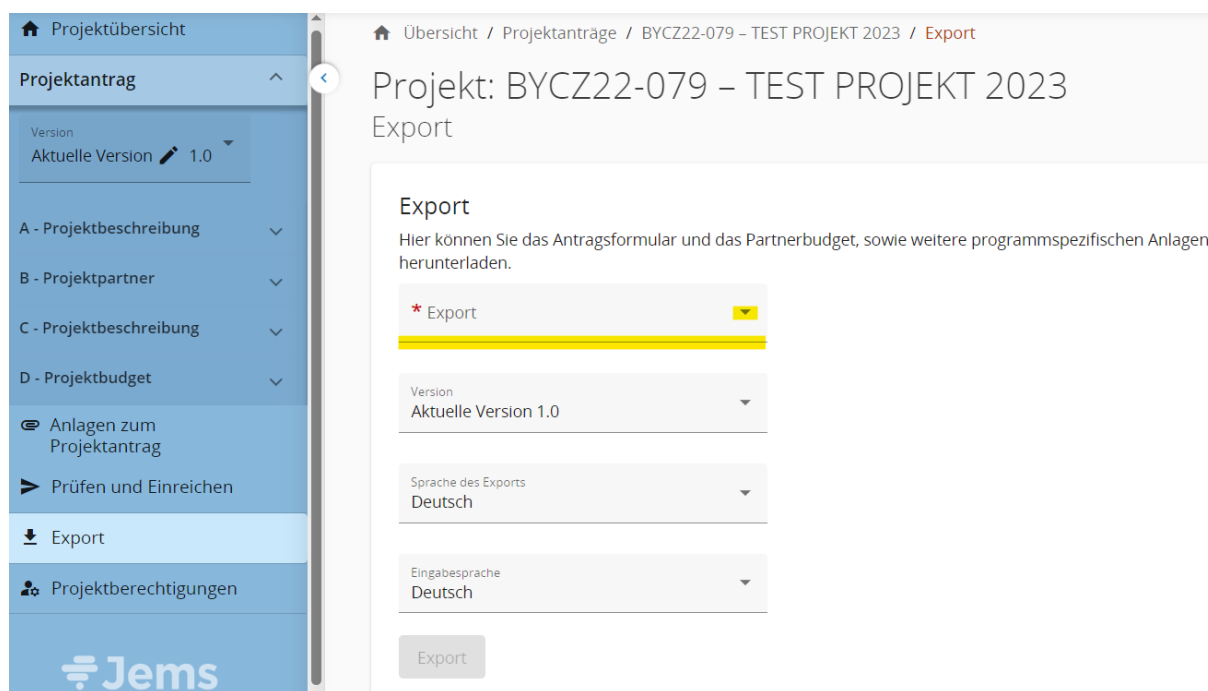 Projektübersicht
Projektantrag
Version
Aktuelle Version 1.0
A - Projektbeschreibung
B - Projektpartner
C - Projektbeschreibung
D - Projektbudget
Anlagen zum
Projektantrag
Prüfen und Einreichen
Export
Projektberechtigungen
Jems
Übersicht / Projektanträge / BYCZ22-079 – TEST PROJEKT 2023 / Export
Projekt: BYCZ22-079 – TEST PROJEKT 2023
Export
Export
Hier können Sie das Antragsformular und das Partnerbudget, sowie weitere programmspezifischen Anlagen
herunterladen.
* Export
Version
Aktuelle Version 1.0
Sprache des Exports
Deutsch
Eingabesprache
Deutsch
Export